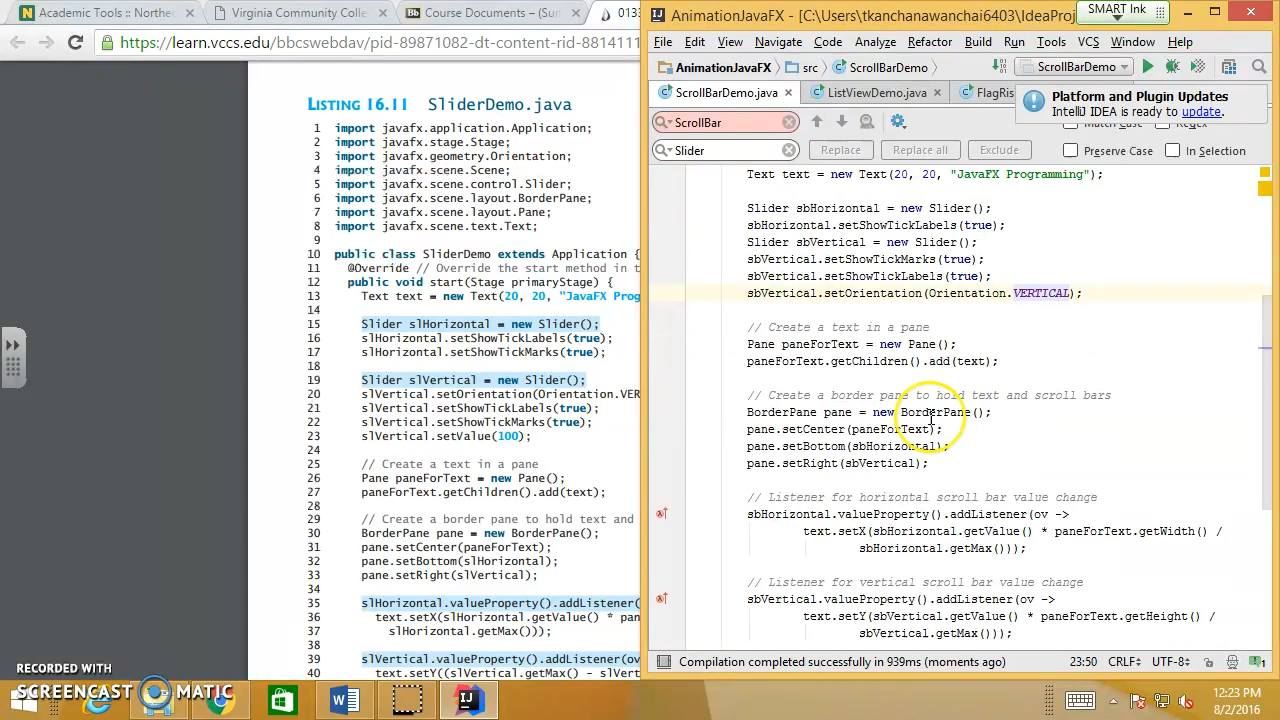 Academic Tools :: Northe
Virginia Community Colle
Bb Course Documents – (Sum
0133
https://learn.vccs.edu/bbcswebdav/pid-89871082-dt-content-rid-8814111
LISTING 16.11 SliderDemo.java
1 import javafx.application.Application;
2 import javafx.stage.Stage;
3 import javafx.geometry.Orientation;
4 import javafx.scene.Scene;
5 import javafx.scene.control.Slider;
6 import javafx.scene.layout.BorderPane;
7 import javafx.scene.layout.Pane;
8 import javafx.scene.text.Text;
9
10 public class SliderDemo extends Application {
11 @Override // Override the start method in t
12 public void start(Stage primaryStage) {
13 Text text = new Text(20, 20, "JavaFX Prog
14
15 Slider slHorizontal = new Slider();
16 slHorizontal.setShowTickLabels(true);
17 slHorizontal.setShowTickMarks(true);
18
19 Slider slVertical = new Slider();
20 slVertical.setOrientation(Orientation.VER
21 slVertical.setShowTickLabels(true);
22 slVertical.setShowTickMarks(true);
23 slVertical.setValue(100);
24
25 // Create a text in a pane
26 Pane paneForText = new Pane();
27 paneForText.getChildren().add(text);
28
29 // Create a border pane to hold text and
30 BorderPane pane = new BorderPane();
31 pane.setCenter(paneForText);
32 pane.setBottom(slHorizontal);
33 pane.setRight(slVertical);
34
35 slHorizontal.valueProperty().addListener(
36 text.setX(slHorizontal.getValue() * pan
37 slHorizontal.getMax()));
38
39 slVertical.valueProperty().addListener(ov
40 text.setY((slVertical.getMax() - slVert
AnimationJavaFX - [C:\Users\tkanchanawanchai6403\IdeaProj
SMART Ink
File Edit View Navigate Code Analyze Refactor Build Run Tools VCS Window Help
AnimationJavaFX src ScrollBarDemo ScrollBarDemo
ScrollBarDemo.java ListViewDemo.java FlagRis
Platform and Plugin Updates
IntelliJ IDEA is ready to update.
ScrollBar
Match Case Regex
Slider Replace Replace all Exclude Preserve Case In Selection
Text text = new Text(20, 20, "JavaFX Programming");
Slider sbHorizontal = new Slider();
sbHorizontal.setShowTickLabels(true);
Slider sbVertical = new Slider();
sbVertical.setShowTickMarks(true);
sbVertical.setShowTickLabels(true);
sbVertical.setOrientation(Orientation.VERTICAL);
// Create a text in a pane
Pane paneForText = new Pane();
paneForText.getChildren().add(text);
// Create a border pane to hold text and scroll bars
BorderPane pane = new BorderPane();
pane.setCenter(paneForText);
pane.setBottom(sbHorizontal);
pane.setRight(sbVertical);
// Listener for horizontal scroll bar value change
sbHorizontal.valueProperty().addListener(ov ->
text.setX(sbHorizontal.getValue() * paneForText.getWidth() /
sbHorizontal.getMax()));
// Listener for vertical scroll bar value change
sbVertical.valueProperty().addListener(ov ->
text.setY(sbVertical.getValue() * paneForText.getHeight() /
sbVertical.getMax()));
Compilation completed successfully in 939ms (moments ago) 23:50 CRLF UTF-8
RECORDED WITH
SCREENCAST MATIC
12:23 PM
8/2/2016